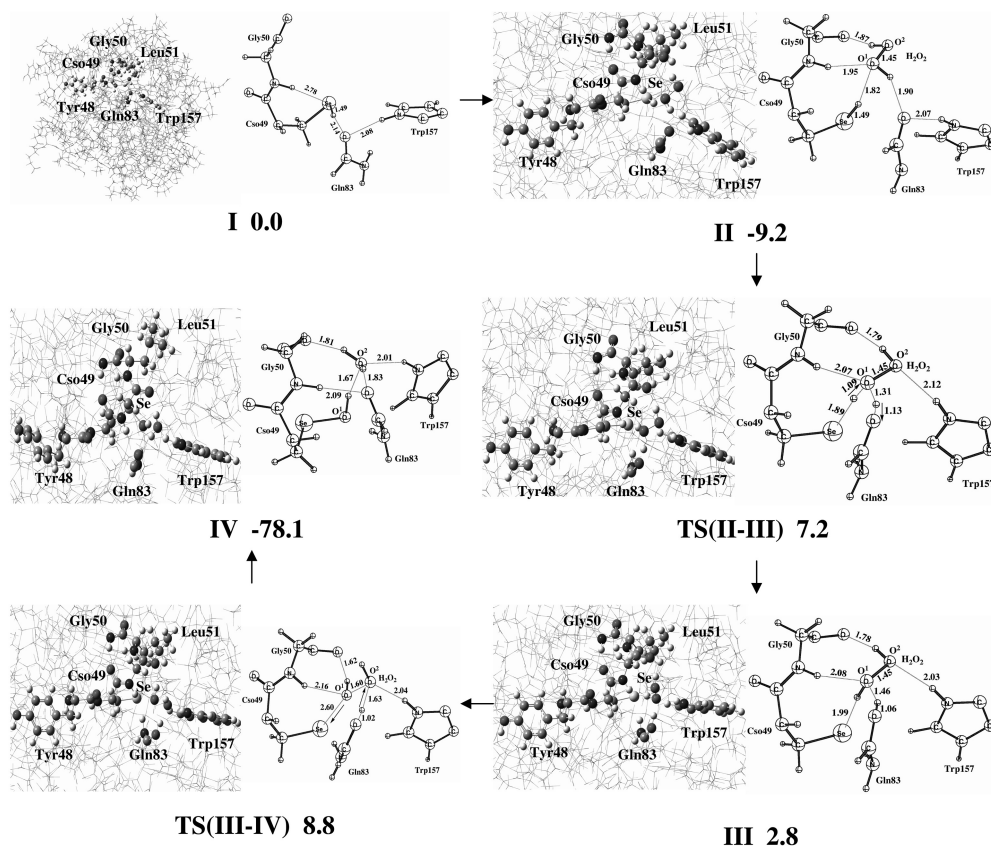 Gly50
Leu51
Cso49
Tyr48
Gln83
Trp157
Gly50
N
2.78
Se
1.49
2.14
2.08
Cso49
Gln83
Trp157
I 0.0
Gly50
Leu51
Cso49
Se
Tyr48
Gln83
Trp157
Gly50
1.87
O²
1.45
H₂O₂
O¹
N
1.95
1.90
1.82
Cso49
1.49
Se
2.07
Gln83
Trp157
II -9.2
Gly50
Leu51
Cso49
Se
Tyr48
Gln83
Trp157
1.81
O²
2.01
Gly50
1.67
1.83
N
2.09
O¹
Cso49
Se
Trp157
Gln83
IV -78.1
Gly50
Leu51
Cso49
Se
Tyr48
Gln83
Trp157
Gly50
1.79
O²
N
2.07
1.45
H₂O₂
O¹
1.09
1.31
2.12
1.89
1.13
Cso49
Se
N
Gln83
Trp157
TS(II-III) 7.2
Gly50
Leu51
Cso49
Se
Tyr48
Gln83
Trp157
Gly50
1.62
O²
N
H₂O₂
2.16
O¹
1.60
2.04
1.63
Cso49
2.60
1.02
Se
Gln83
Trp157
TS(III-IV) 8.8
Gly50
Leu51
Cso49
Se
Tyr48
Gln83
Trp157
Gly50
1.78
O²
H₂O₂
N
2.08
O¹
1.45
1.46
2.03
1.99
1.06
Cso49
Se
N
Gln83
Trp157
III 2.8